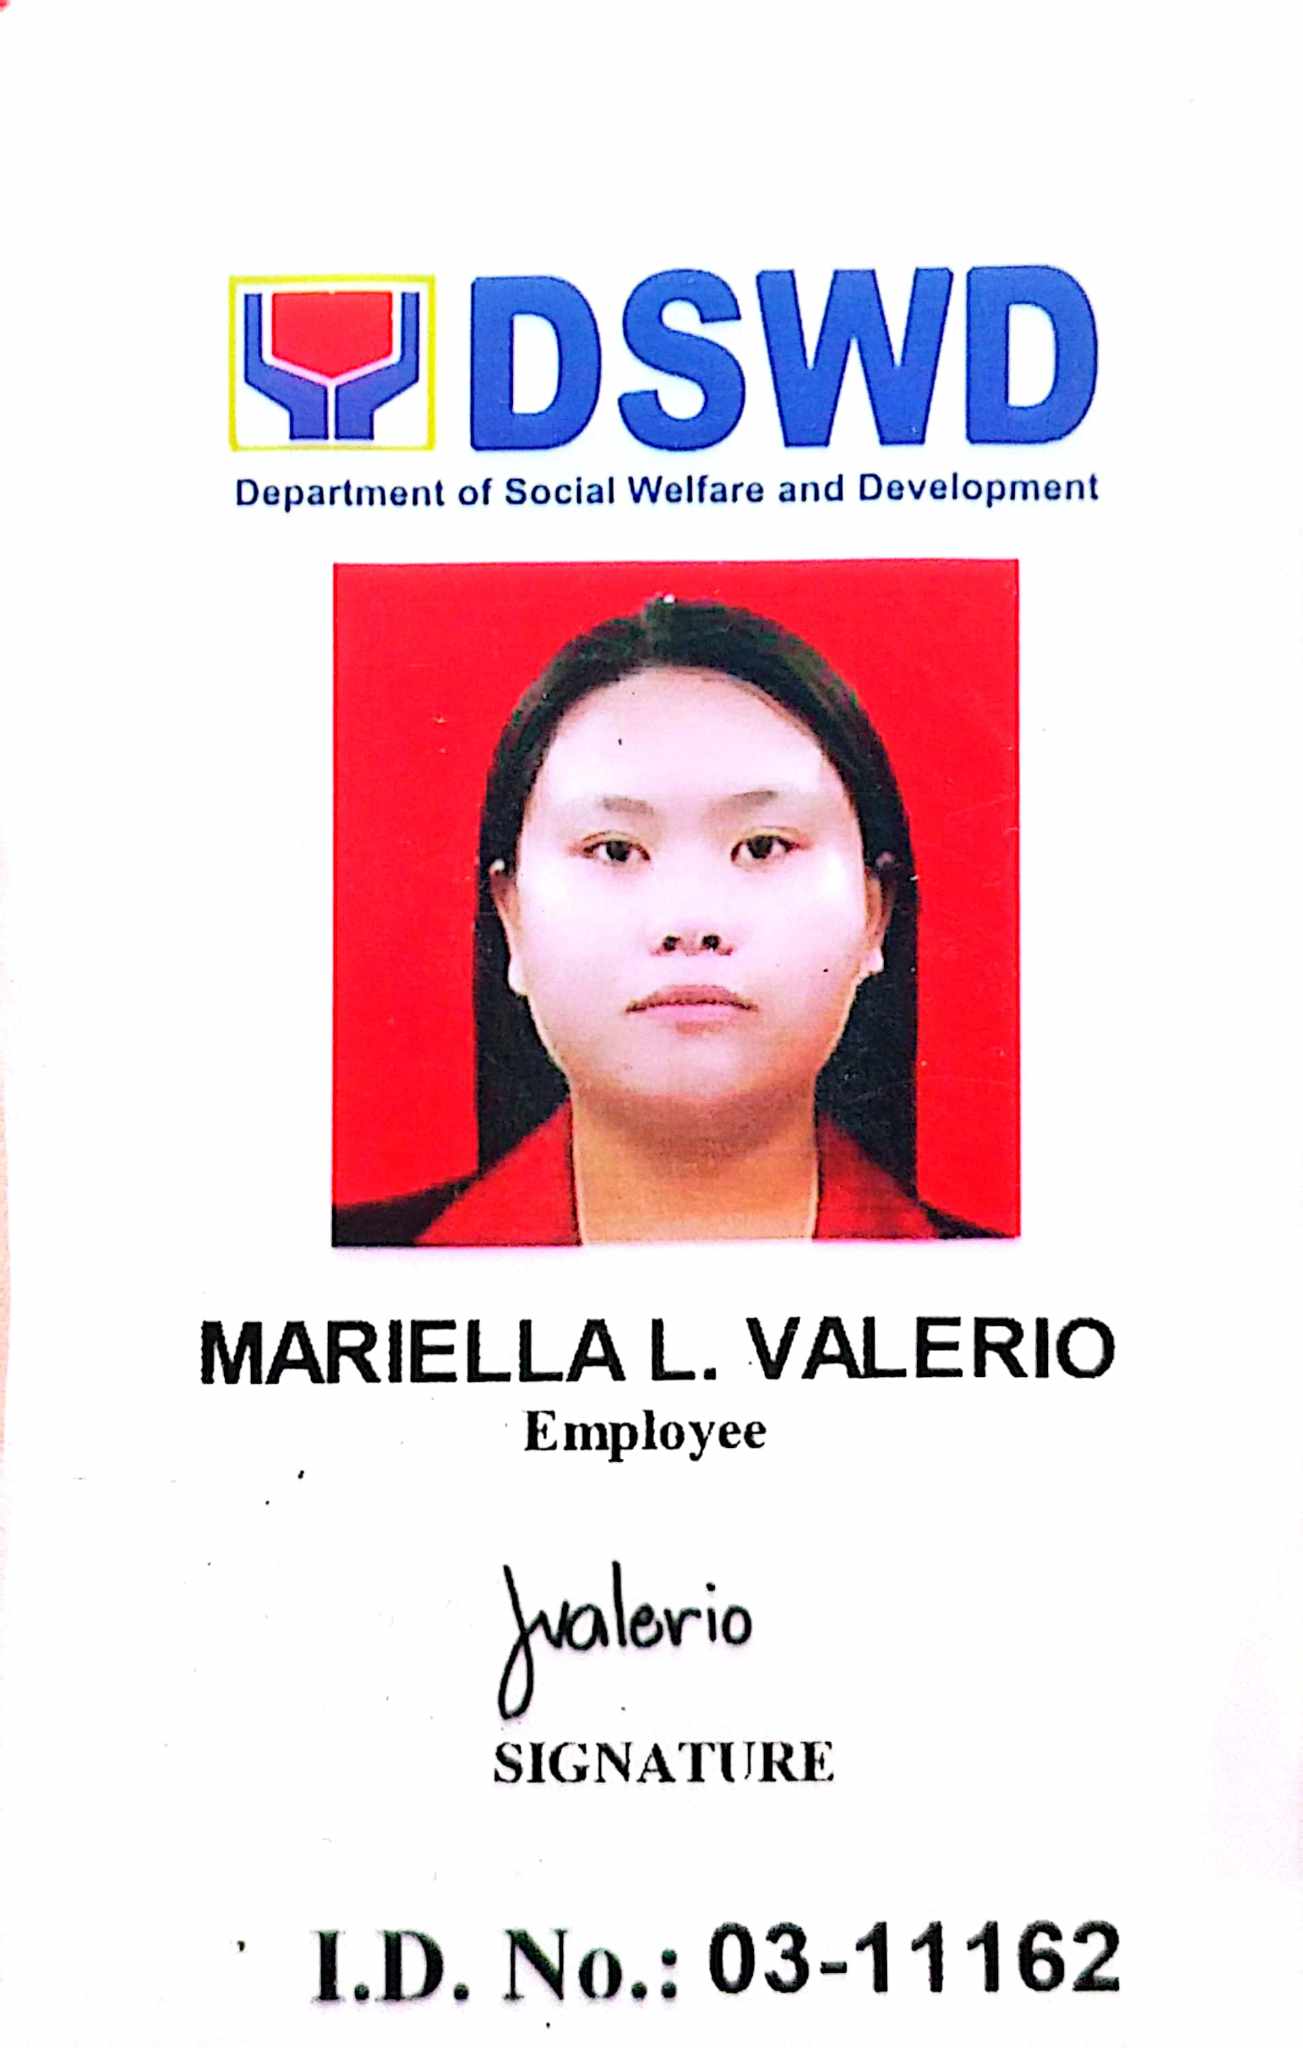 DSWD
Department of Social Welfare and Development
MARIELLA L. VALERIO
Employee
Jvalerio
SIGNATURE
I.D. No.: 03-11162